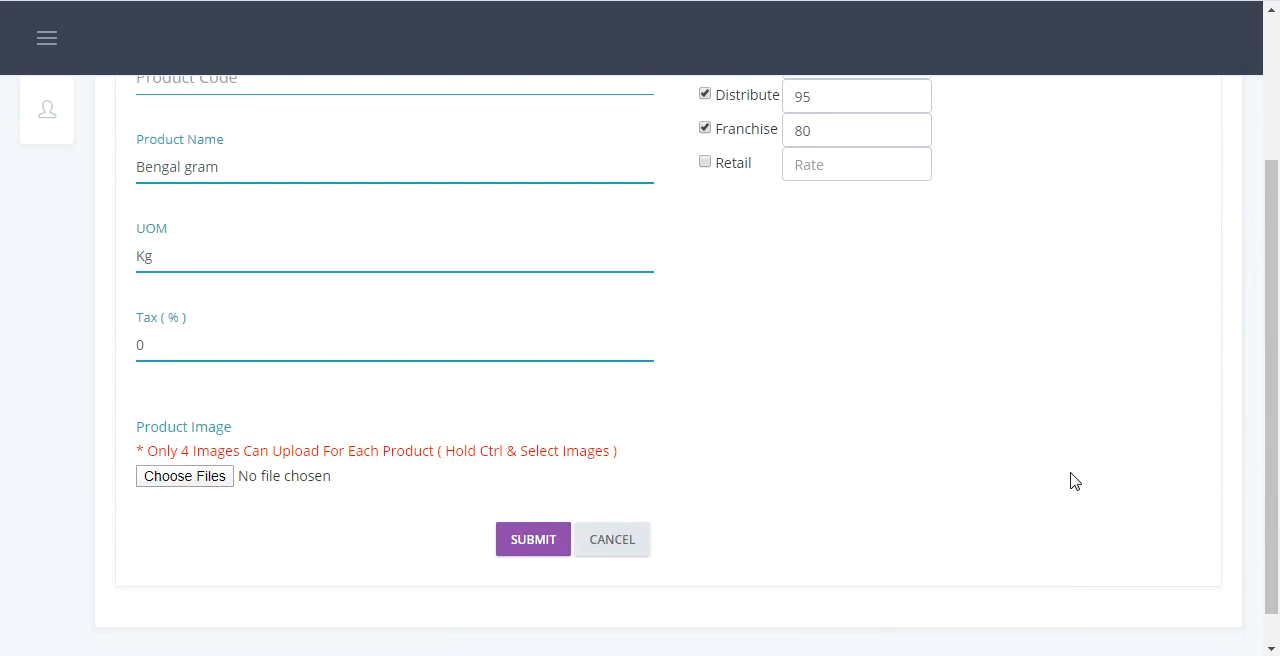 Product Code
Distribute 95
Product Name
Franchise 80
Bengal gram
Retail Rate
UOM
Kg
Tax ( % )
0
Product Image
* Only 4 Images Can Upload For Each Product ( Hold Ctrl & Select Images )
Choose Files No file chosen
SUBMIT CANCEL